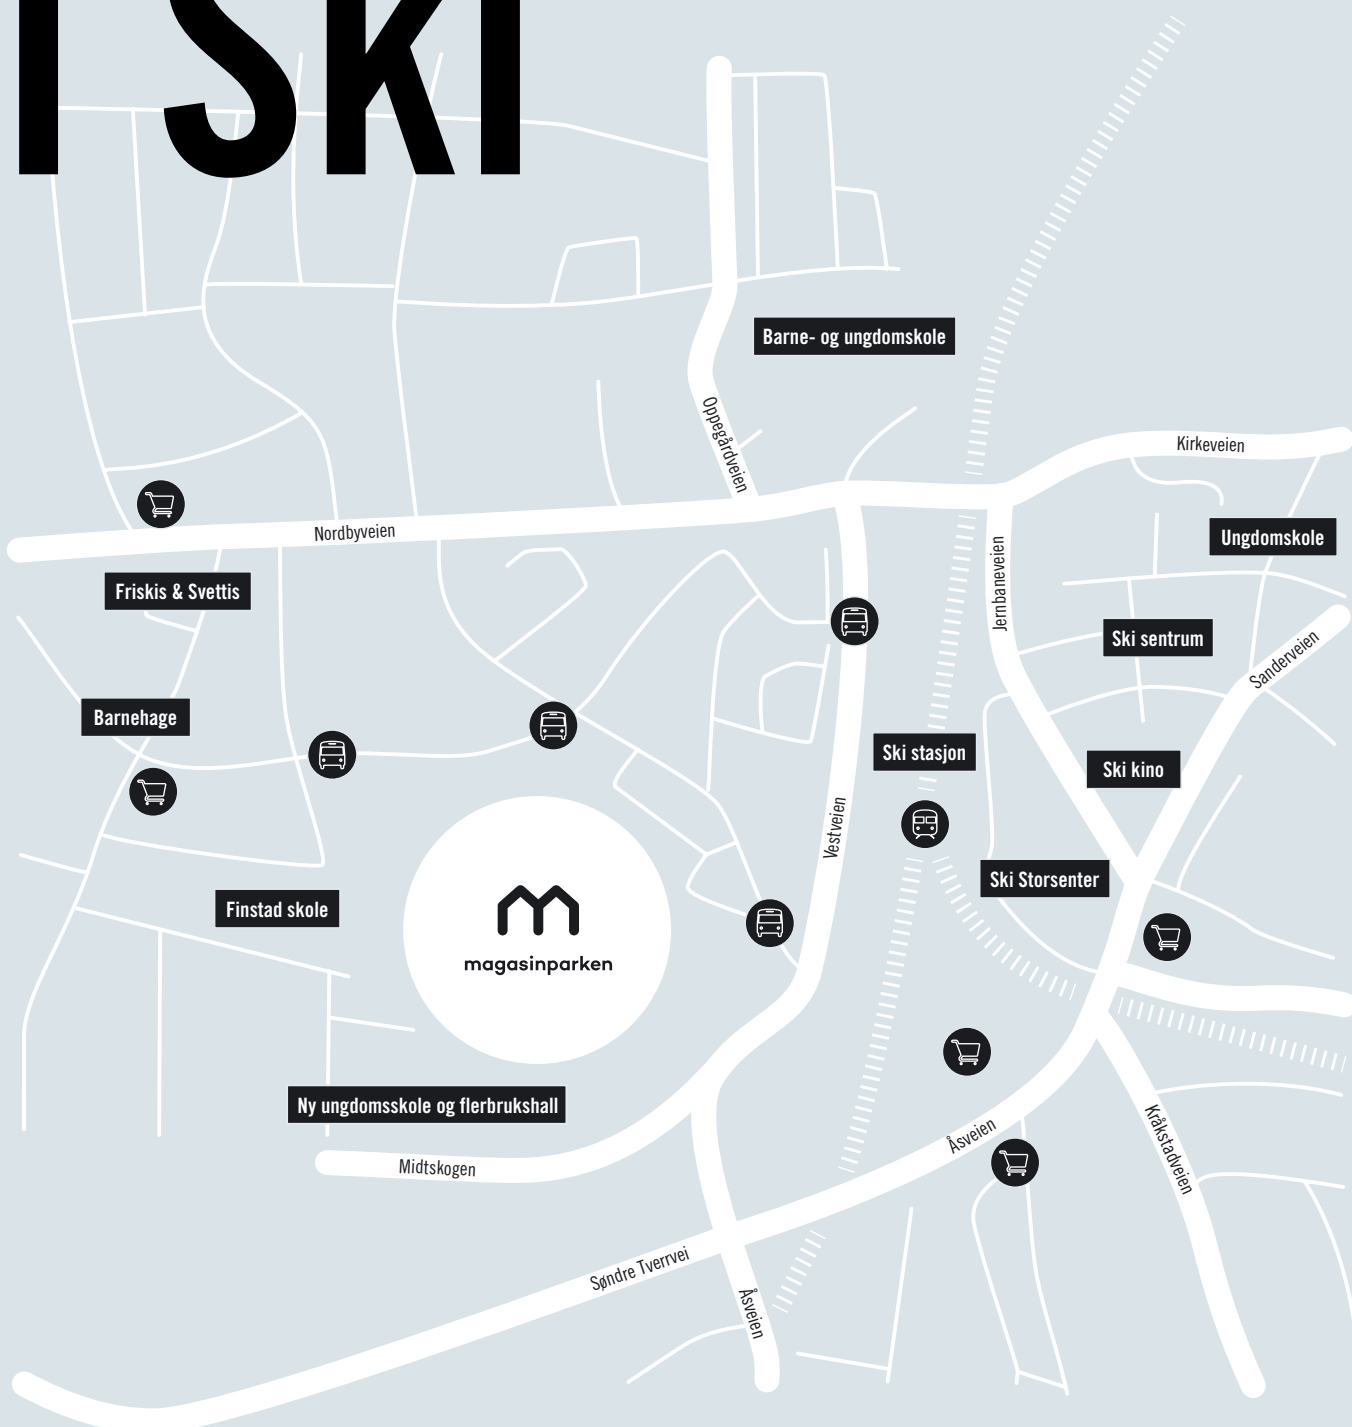 I SKI
Barne- og ungdomskole
Oppegårdveien
Kirkeveien
Nordbyveien
Jernbaneveien
Ungdomskole
Friskis & Svettis
Ski sentrum
Sanderveien
Barnehage
Ski stasjon
Ski kino
Vestveien
Ski Storsenter
Finstad skole
magasinparken
Ny ungdomsskole og flerbrukshall
Åsveien
Kråkstadveien
Midtskogen
Søndre Tverrvei
Åsveien